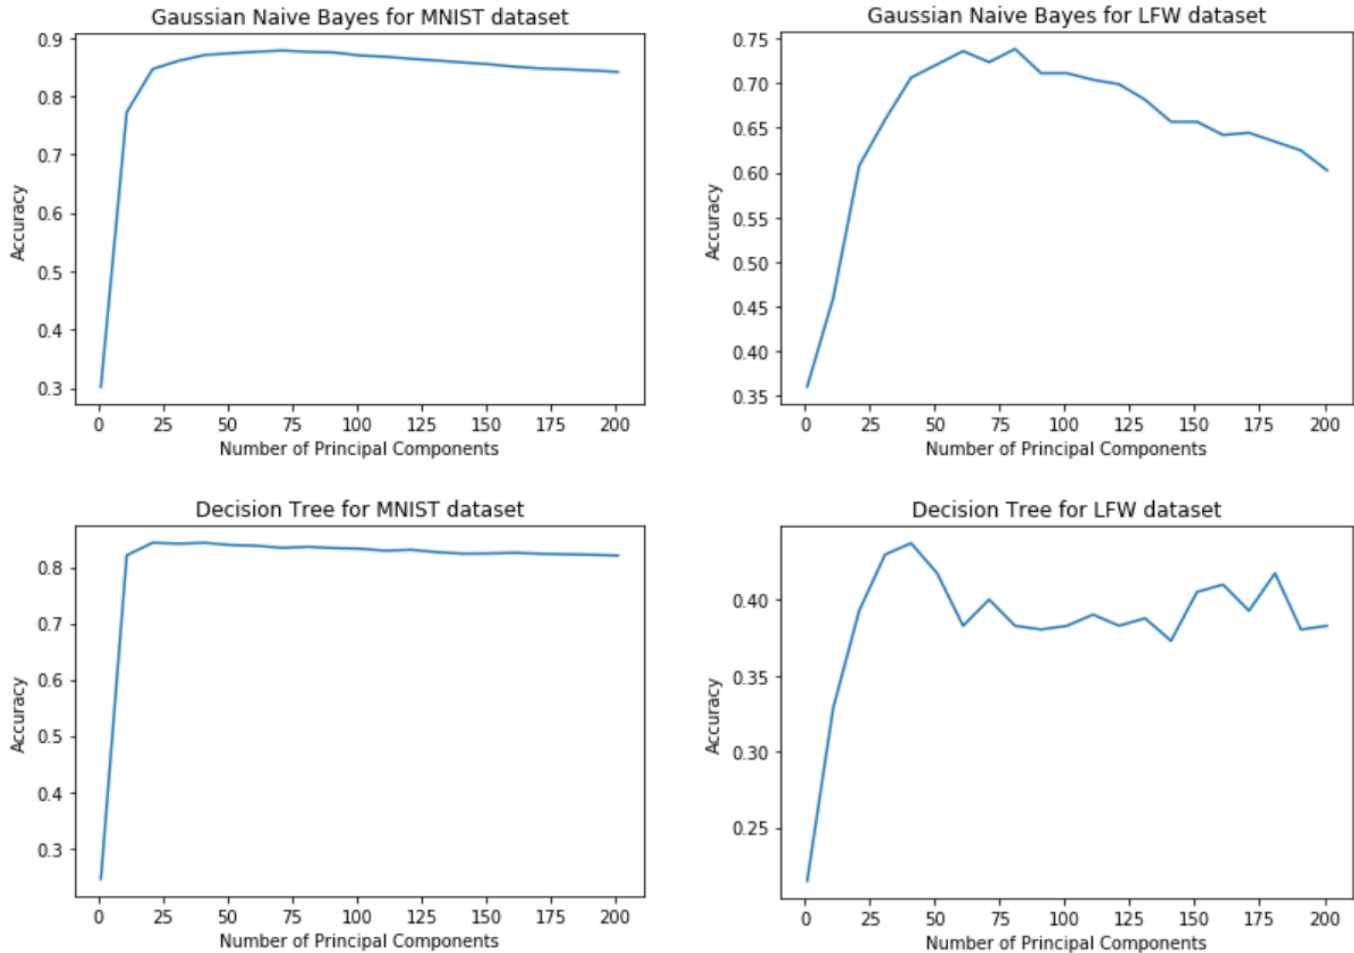 Gaussian Naive Bayes for MNIST dataset
0.9
0.8
0.7
0.6
0.5
0.4
0.3
Accuracy
0 25 50 75 100 125 150 175 200
Number of Principal Components
Gaussian Naive Bayes for LFW dataset
0.75
0.70
0.65
0.60
0.55
0.50
0.45
0.40
0.35
Accuracy
0 25 50 75 100 125 150 175 200
Number of Principal Components
Decision Tree for MNIST dataset
0.8
0.7
0.6
0.5
0.4
0.3
Accuracy
0 25 50 75 100 125 150 175 200
Number of Principal Components
Decision Tree for LFW dataset
0.40
0.35
0.30
0.25
Accuracy
0 25 50 75 100 125 150 175 200
Number of Principal Components